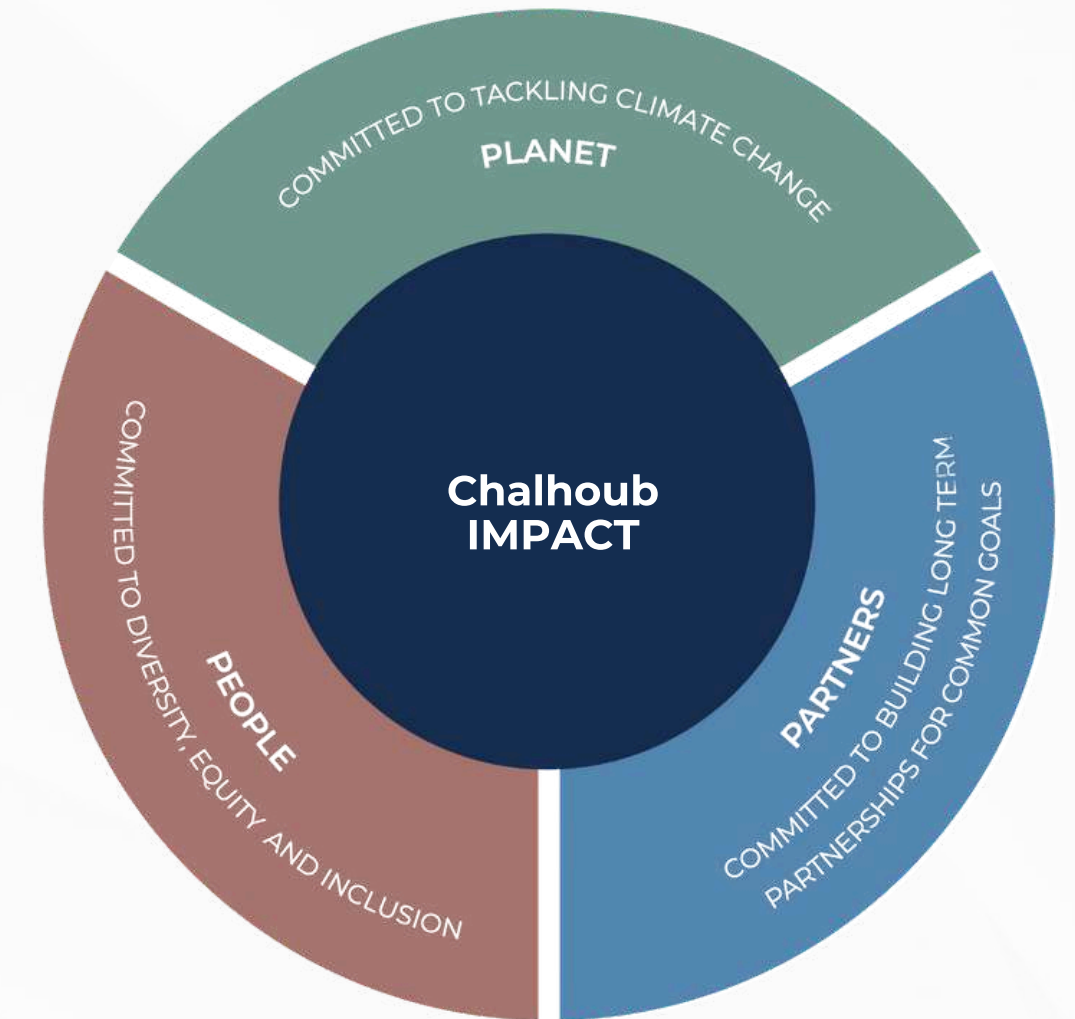 COMMITTED TO TACKLING CLIMATE CHANGE
PLANET
Chalhoub
IMPACT
PEOPLE
COMMITTED TO DIVERSITY, EQUITY AND INCLUSION
PARTNERS
COMMITTED TO BUILDING LONG TERM
PARTNERSHIPS FOR COMMON GOALS